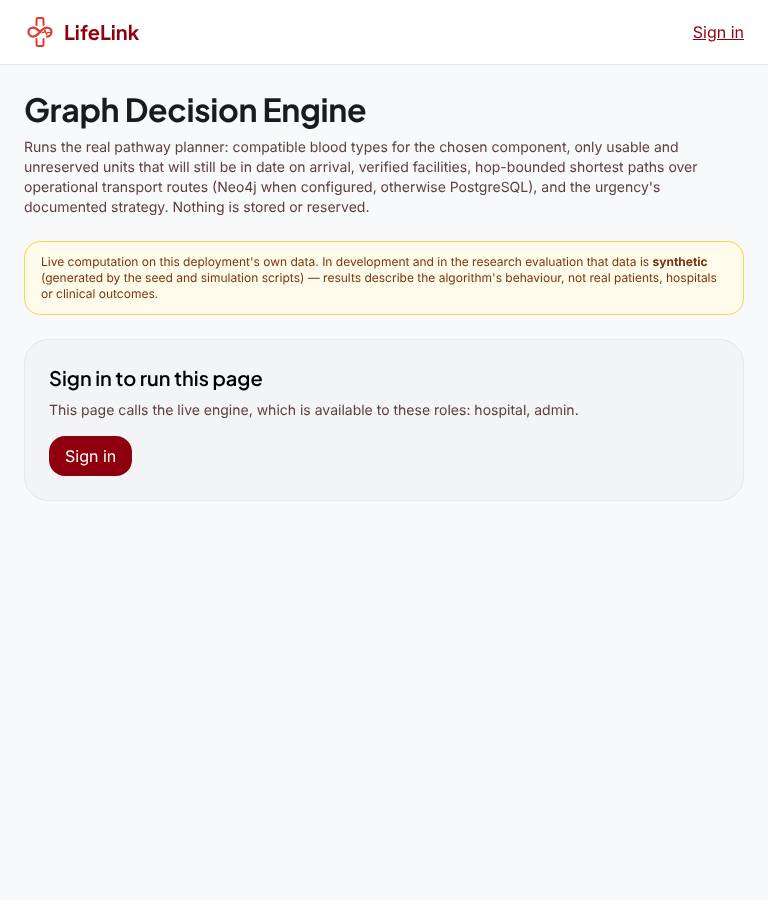 LifeLink
Sign in
Graph Decision Engine
Runs the real pathway planner: compatible blood types for the chosen component, only usable and
unreserved units that will still be in date on arrival, verified facilities, hop-bounded shortest paths over
operational transport routes (Neo4j when configured, otherwise PostgreSQL), and the urgency's
documented strategy. Nothing is stored or reserved.
Live computation on this deployment's own data. In development and in the research evaluation that data is synthetic
(generated by the seed and simulation scripts) — results describe the algorithm's behaviour, not real patients, hospitals
or clinical outcomes.
Sign in to run this page
This page calls the live engine, which is available to these roles: hospital, admin.
Sign in